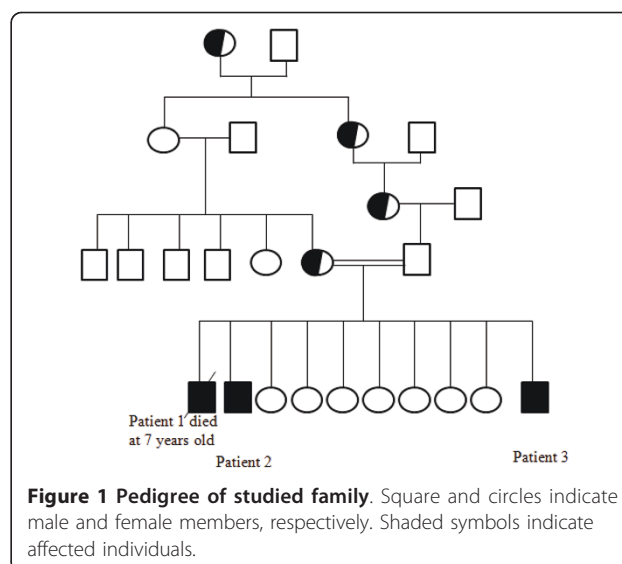 Patient 1 died
at 7 years old
Patient 2
Patient 3
Figure 1 Pedigree of studied family. Square and circles indicate
male and female members, respectively. Shaded symbols indicate
affected individuals.